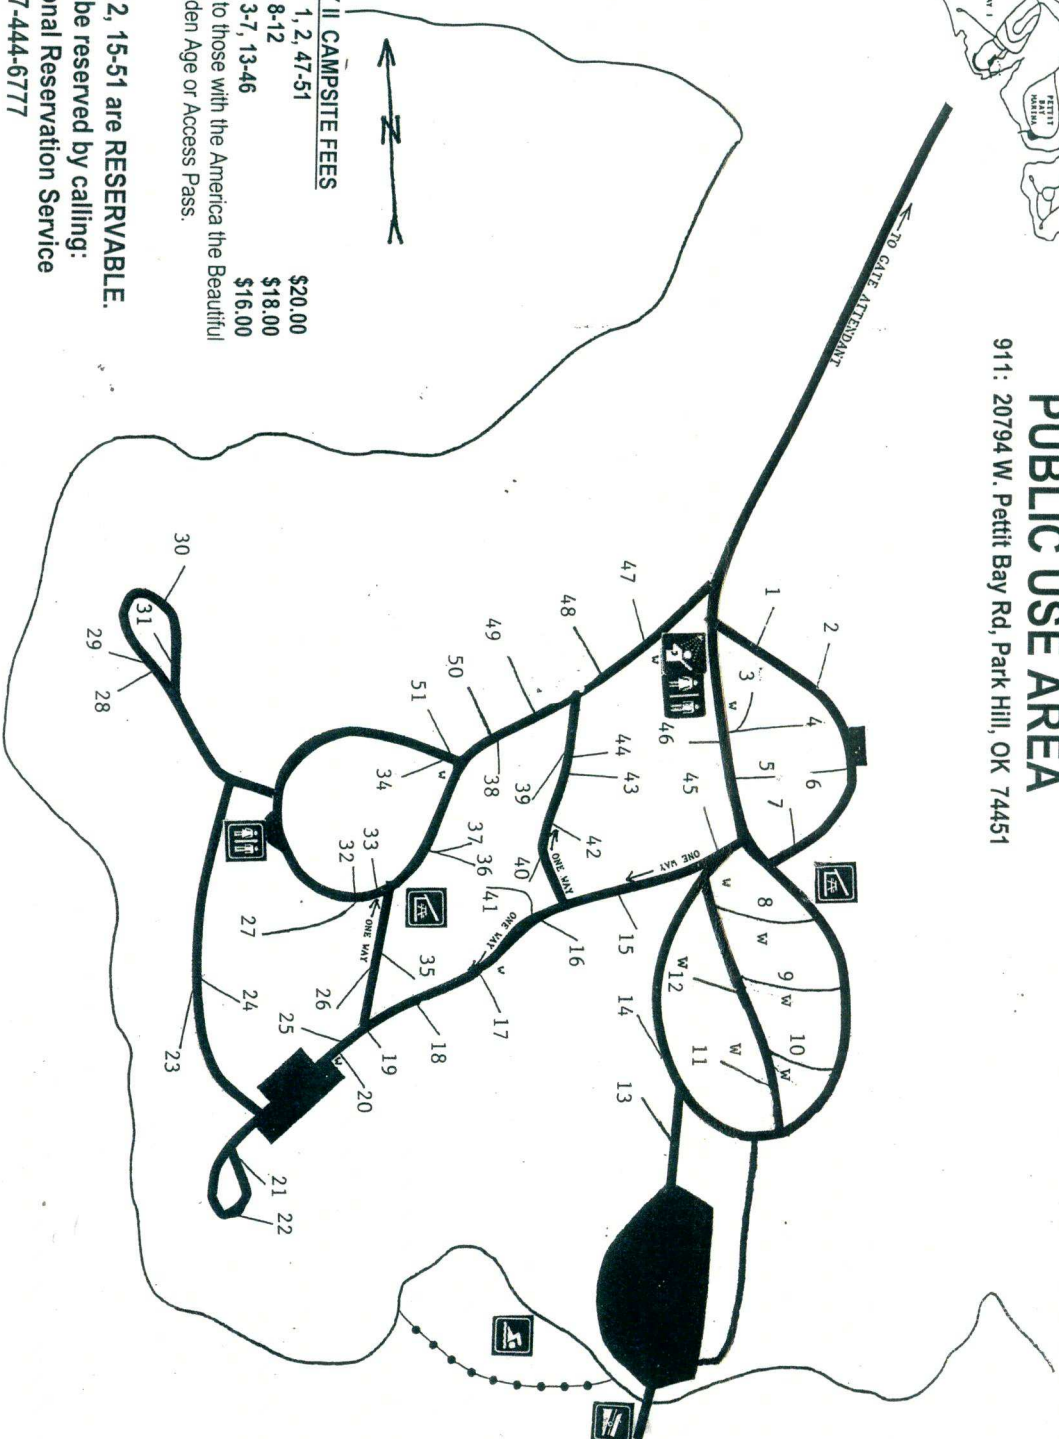 PUBLIC USE AREA
911: 20794 W. Pettit Bay Rd, Park Hill, OK 74451
AY I
PETTIT
BAY
MARINA
TO GATE ATTENDANT
N
II CAMPSITE FEES
1, 2, 47-51 $20.00
8-12 $18.00
3-7, 13-46 $16.00
to those with the America the Beautiful
den Age or Access Pass.
2, 15-51 are RESERVABLE.
be reserved by calling:
onal Reservation Service
7-444-6777
1
2
3
W
4
5
6
7
8
W
9
W
10
W
W
11
W
12
W
13
14
15
ONE WAY
16
17
W
ONE WAY
18
19
20
W
21
22
23
24
25
26
ONE WAY
27
28
29
30
31
32
33
34
W
35
36
37
38
39
40
ONE WAY
41
42
43
44
45
46
47
W
48
49
50
51